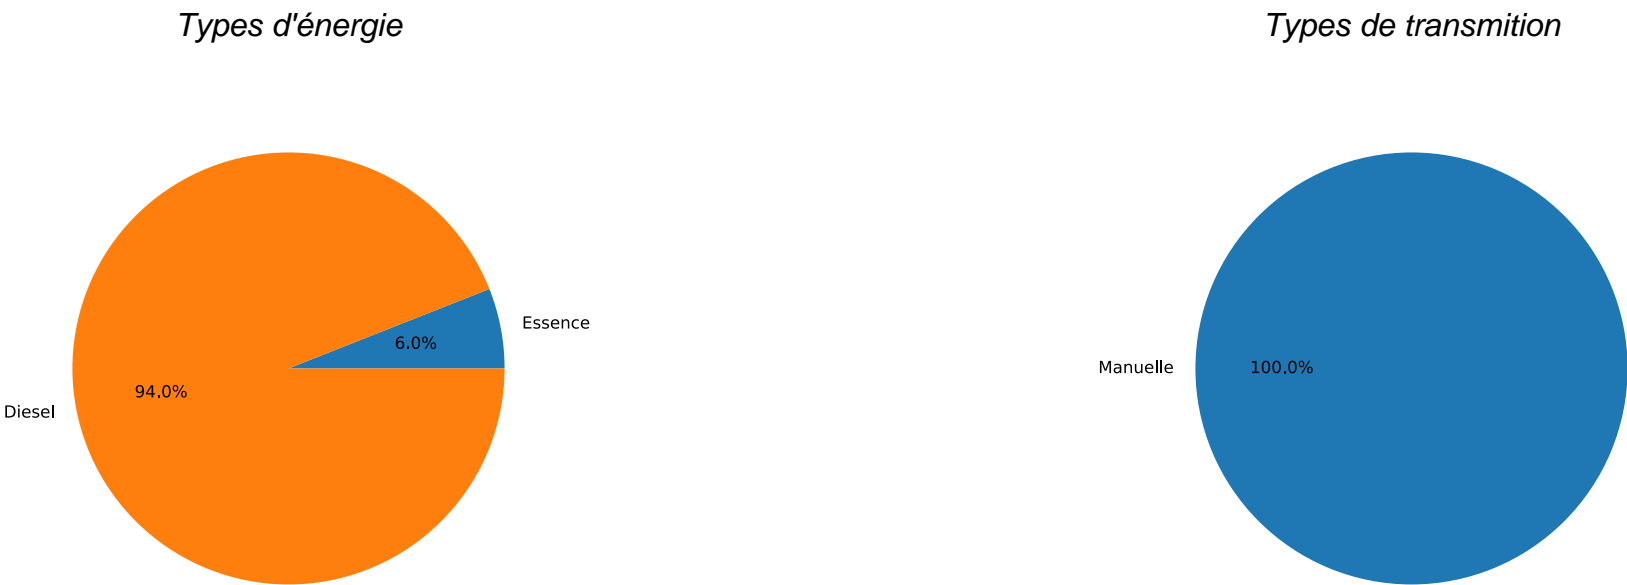 Types d'énergie
Essence
6.0%
94.0%
Diesel
Types de transmition
Manuelle
100.0%